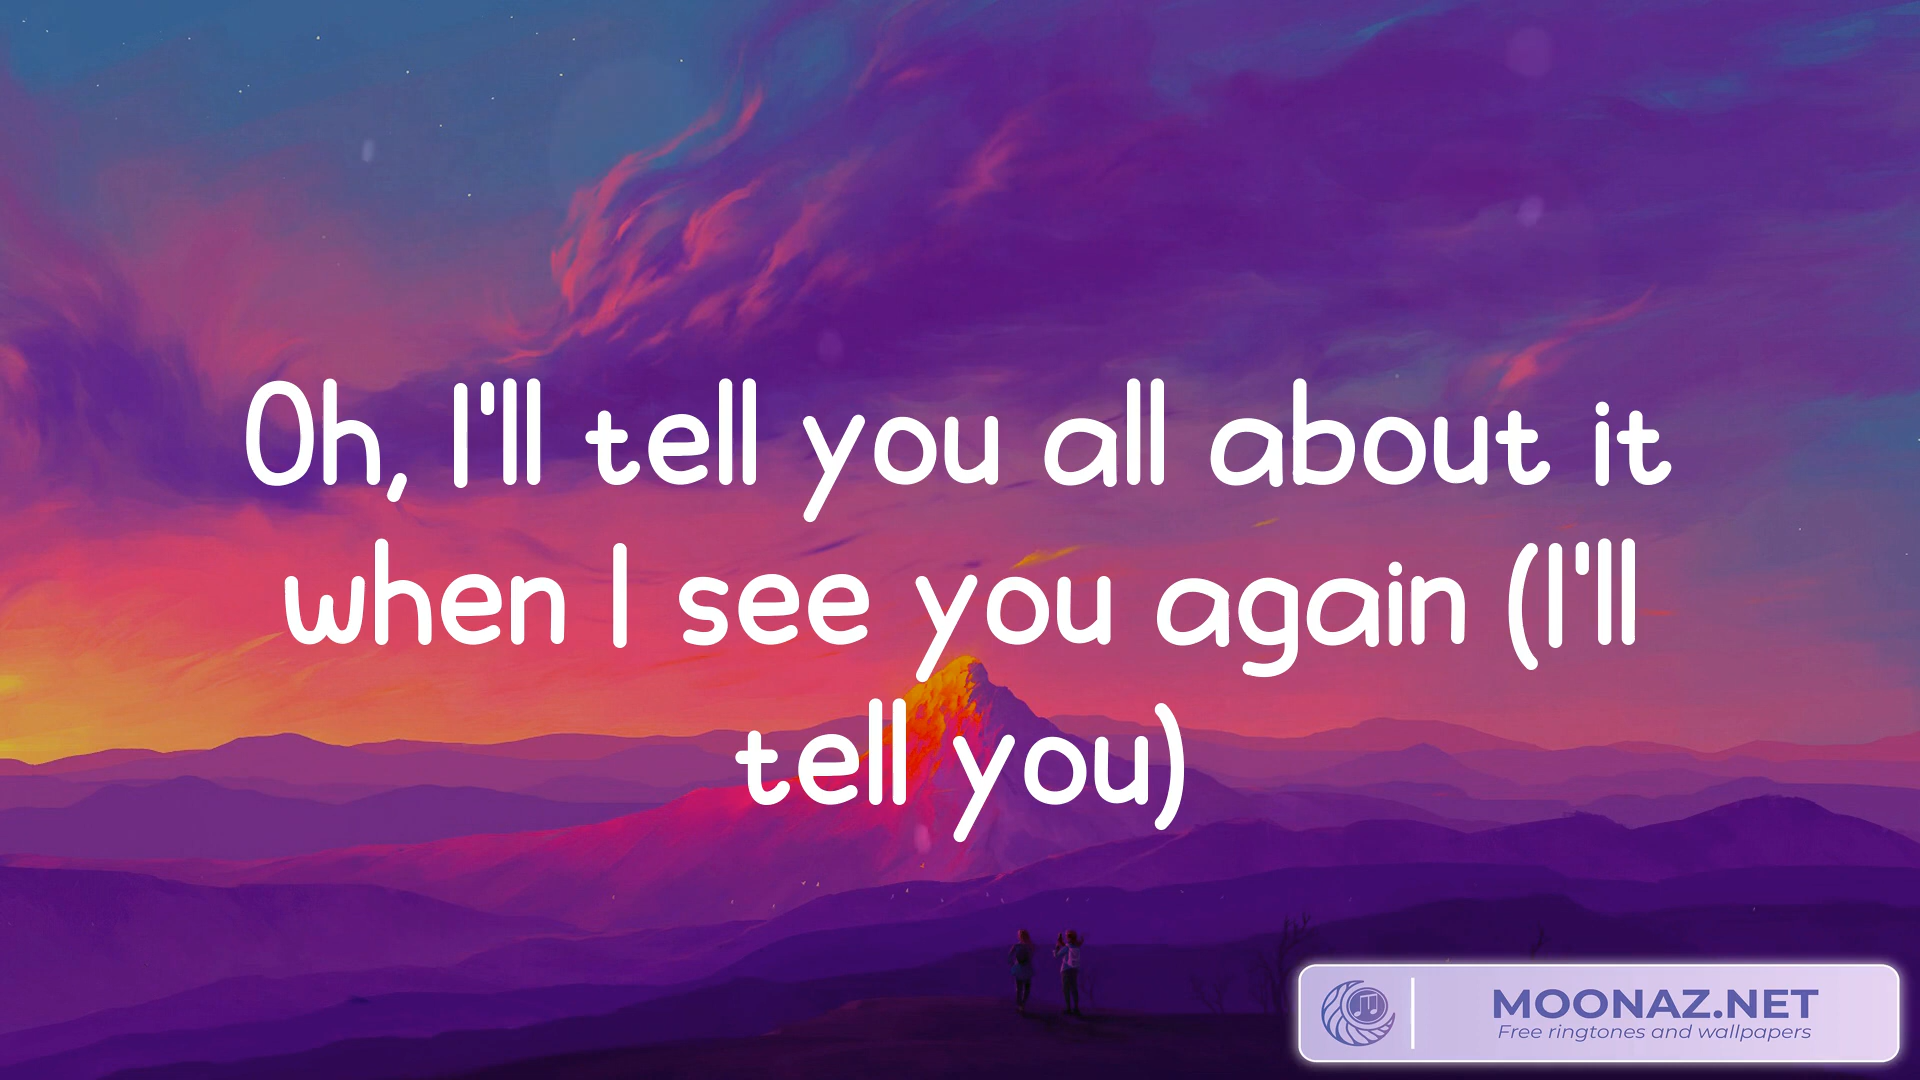 Oh, I'll tell you all about it
when I see you again (I'll
tell you)
MOONAZ.NET
Free ringtones and wallpapers